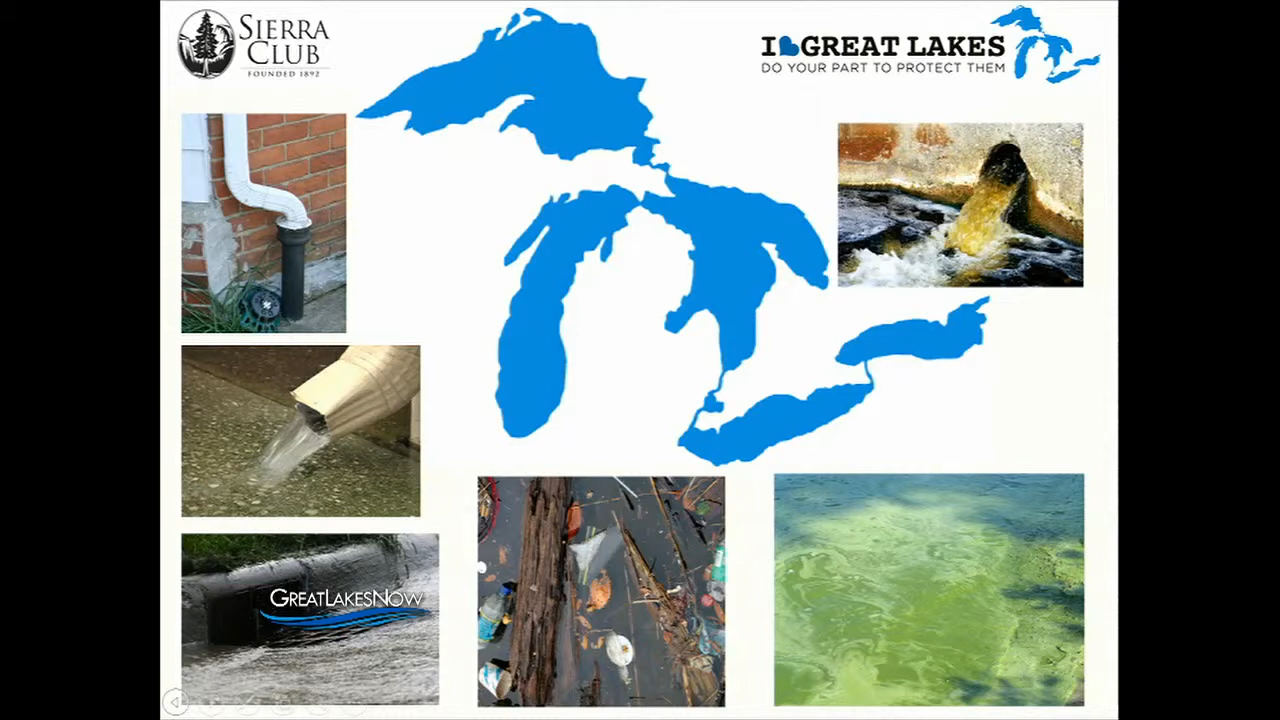 SIERRA
CLUB
FOUNDED 1892
I GREAT LAKES
DO YOUR PART TO PROTECT THEM
GREATLAKESNOW